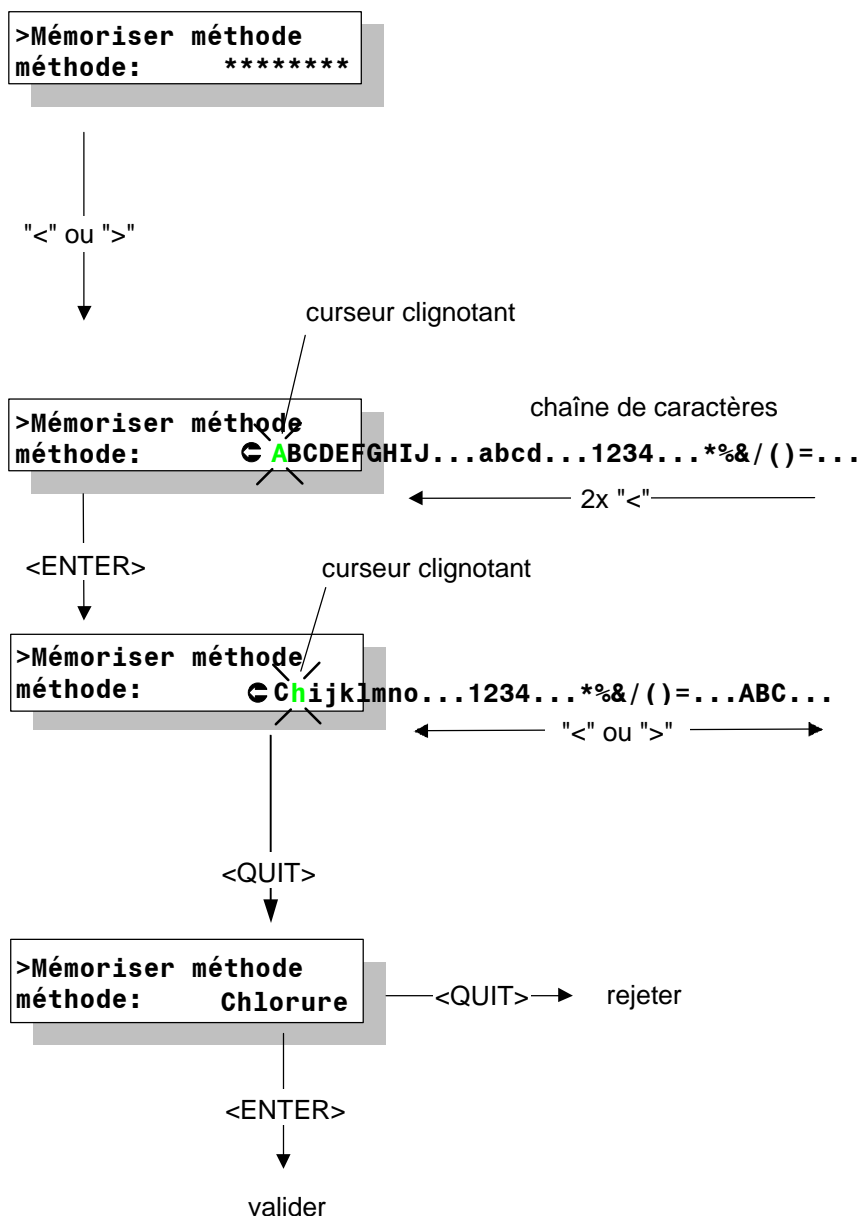 >Mémoriser méthode
méthode: ********
"<" ou ">"
curseur clignotant
chaîne de caractères
>Mémoriser méthode
méthode: ABCDEFGHIJ...abcd...1234...*%&/()=...
2x "<"
<ENTER>
curseur clignotant
>Mémoriser méthode
méthode: Chijklmno...1234...*%&/()=...ABC...
"<" ou ">"
<QUIT>
>Mémoriser méthode
méthode: Chlorure
<QUIT> rejeter
<ENTER>
valider